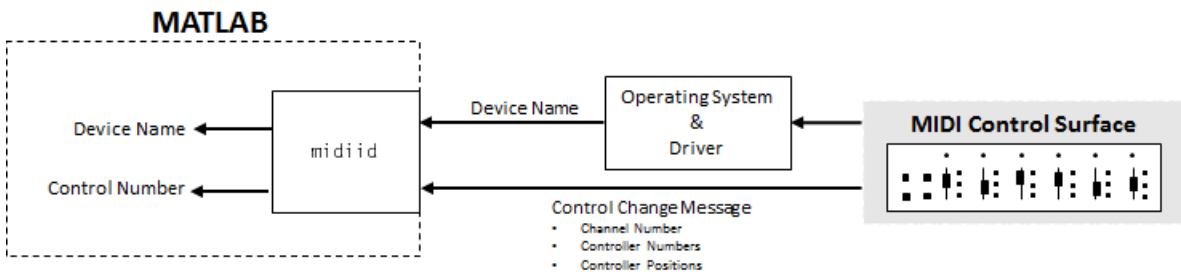 MATLAB
Device Name
Control Number
midiid
Device Name
Operating System
&
Driver
MIDI Control Surface
Control Change Message
• Channel Number
• Controller Numbers
• Controller Positions